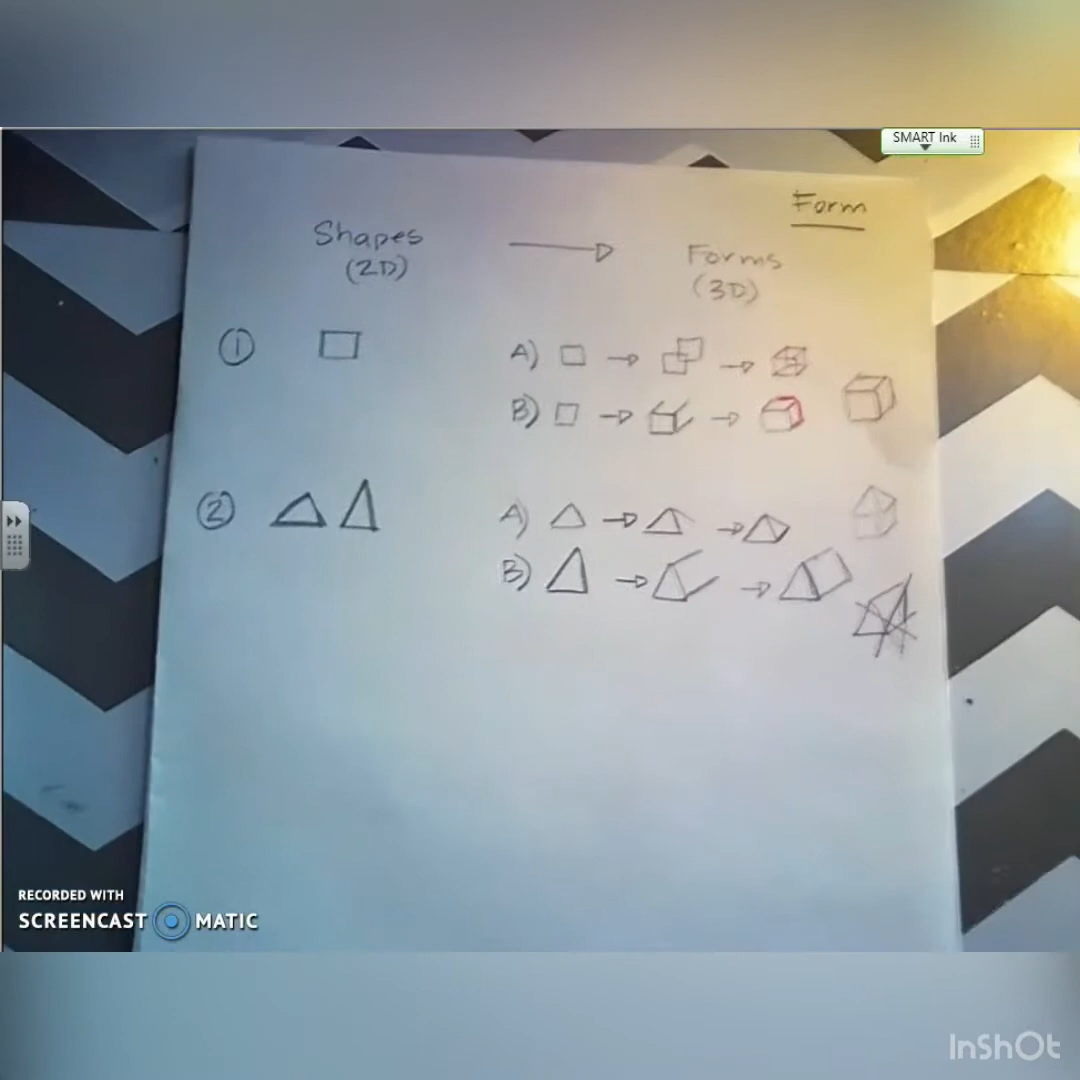 SMART Ink
Form
Shapes
(2D)
Forms
(3D)
1
A)
B)
2
A)
B)
RECORDED WITH
SCREENCAST MATIC
InShOt